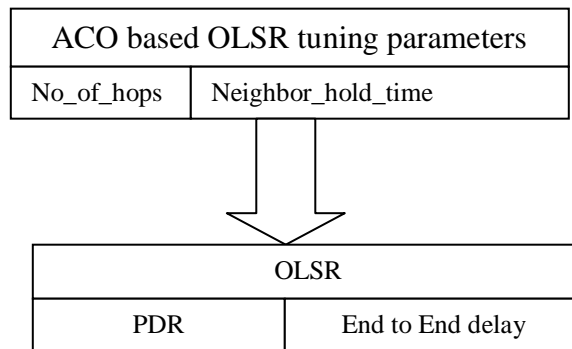 ACO based OLSR tuning parameters
No_of_hops Neighbor_hold_time
OLSR
PDR End to End delay